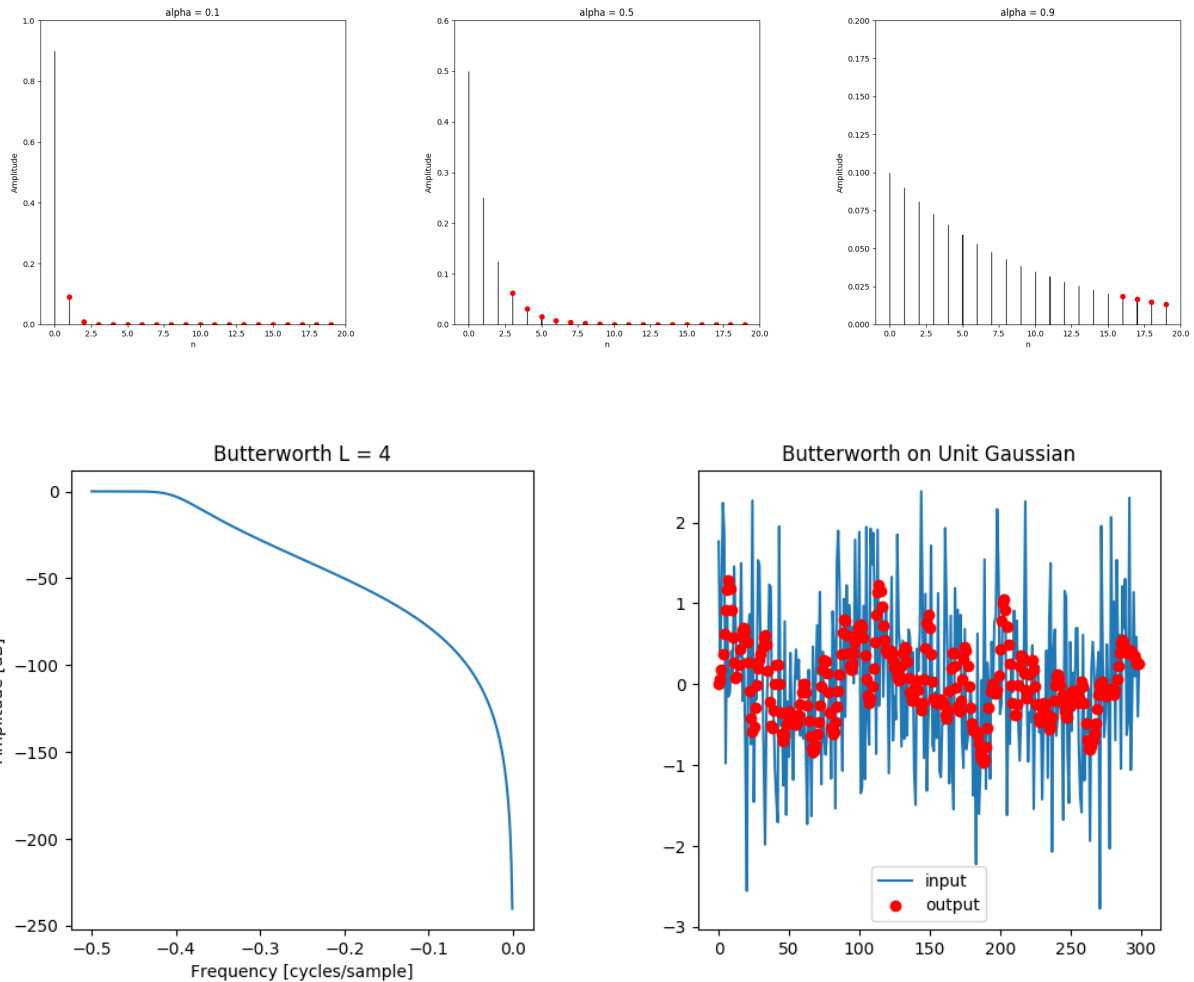 alpha = 0.1
1.0
0.8
0.6
0.4
0.2
0.0
Amplitude
0.0 2.5 5.0 7.5 10.0 12.5 15.0 17.5 20.0
n
alpha = 0.5
0.6
0.5
0.4
0.3
0.2
0.1
0.0
Amplitude
0.0 2.5 5.0 7.5 10.0 12.5 15.0 17.5 20.0
n
alpha = 0.9
0.200
0.175
0.150
0.125
0.100
0.075
0.050
0.025
0.000
Amplitude
0.0 2.5 5.0 7.5 10.0 12.5 15.0 17.5 20.0
n
Butterworth L = 4
0
−50
−100
−150
−200
−250
Amplitude [dB]
−0.5 −0.4 −0.3 −0.2 −0.1 0.0
Frequency [cycles/sample]
Butterworth on Unit Gaussian
2
1
0
−1
−2
−3
input
output
0 50 100 150 200 250 300